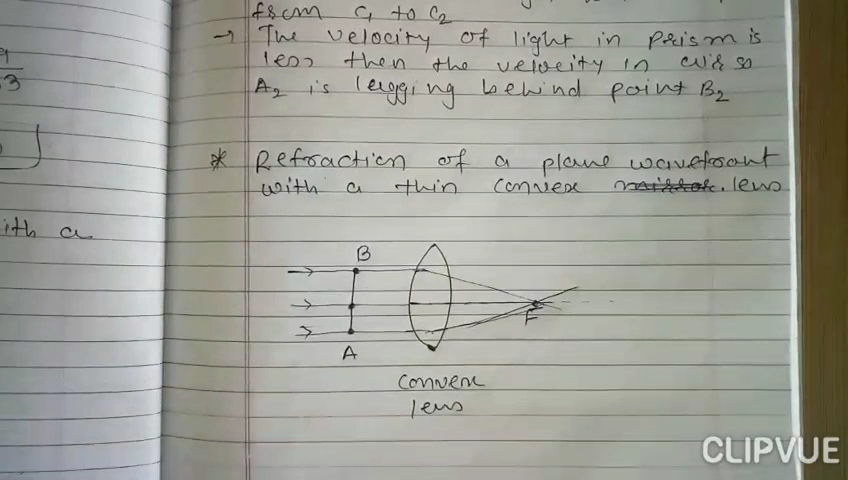 from C1 to C2
→ The velocity of light in prism is
less then the velocity in air so
A2 is lagging behind point B2
* Refraction of a plane wavefront
with a thin convex lens
ith a
B
A
F
convex
lens
CLIPVUE